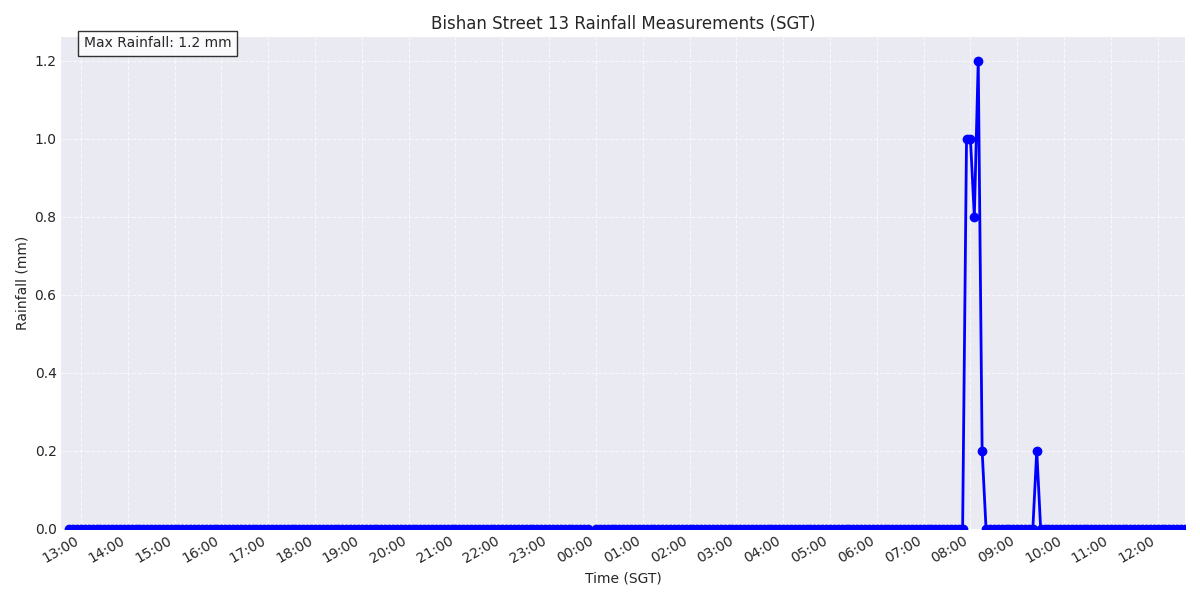 Bishan Street 13 Rainfall Measurements (SGT)
Max Rainfall: 1.2 mm
1.2
1.0
0.8
0.6
0.4
0.2
0.0
Rainfall (mm)
13:00 14:00 15:00 16:00 17:00 18:00 19:00 20:00 21:00 22:00 23:00 00:00 01:00 02:00 03:00 04:00 05:00 06:00 07:00 08:00 09:00 10:00 11:00 12:00
Time (SGT)